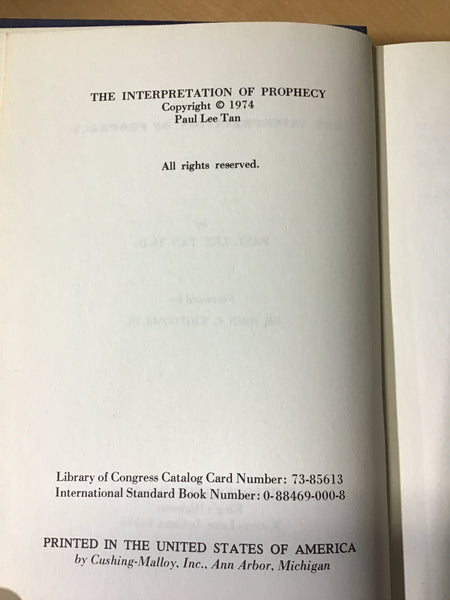 THE INTERPRETATION OF PROPHECY
Copyright © 1974
Paul Lee Tan
All rights reserved.
Library of Congress Catalog Card Number: 73-85613
International Standard Book Number: 0-88469-000-8
PRINTED IN THE UNITED STATES OF AMERICA
by Cushing-Malloy, Inc., Ann Arbor, Michigan